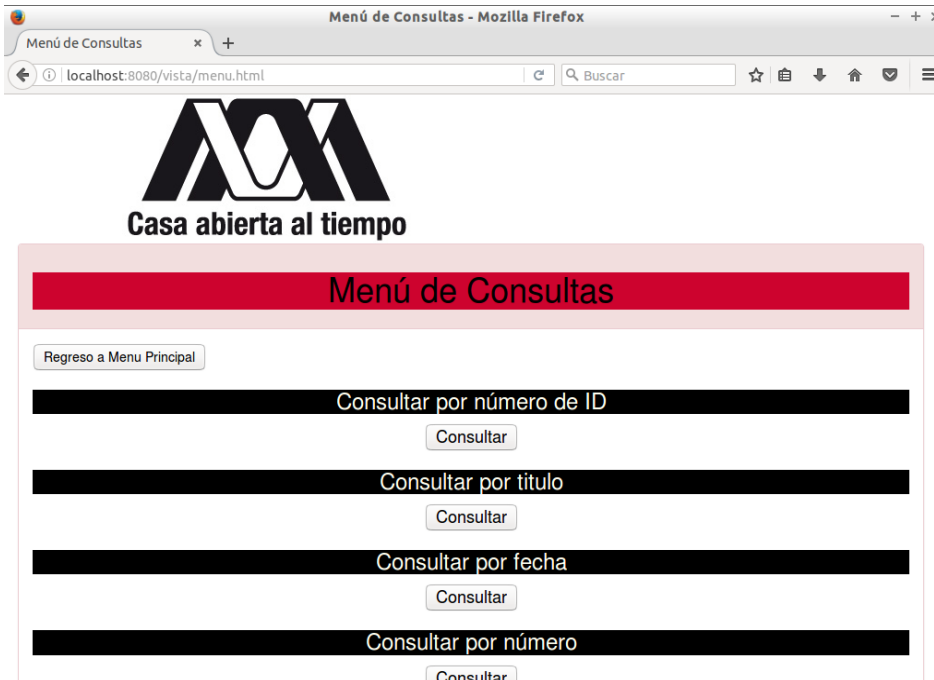 Menú de Consultas - Mozilla Firefox
Menú de Consultas
localhost:8080/vista/menu.html
Buscar
Casa abierta al tiempo
Menú de Consultas
Regreso a Menu Principal
Consultar por número de ID
Consultar
Consultar por titulo
Consultar
Consultar por fecha
Consultar
Consultar por número
Consultar